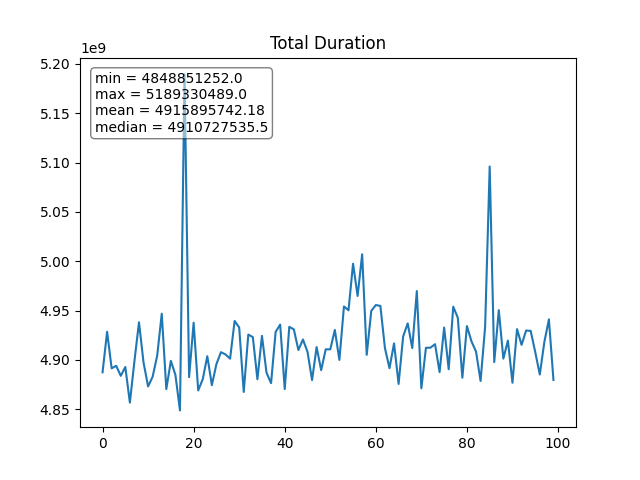 Total Duration
1e9
min = 4848851252.0
max = 5189330489.0
mean = 4915895742.18
median = 4910727535.5
5.20
5.15
5.10
5.05
5.00
4.95
4.90
4.85
0 20 40 60 80 100